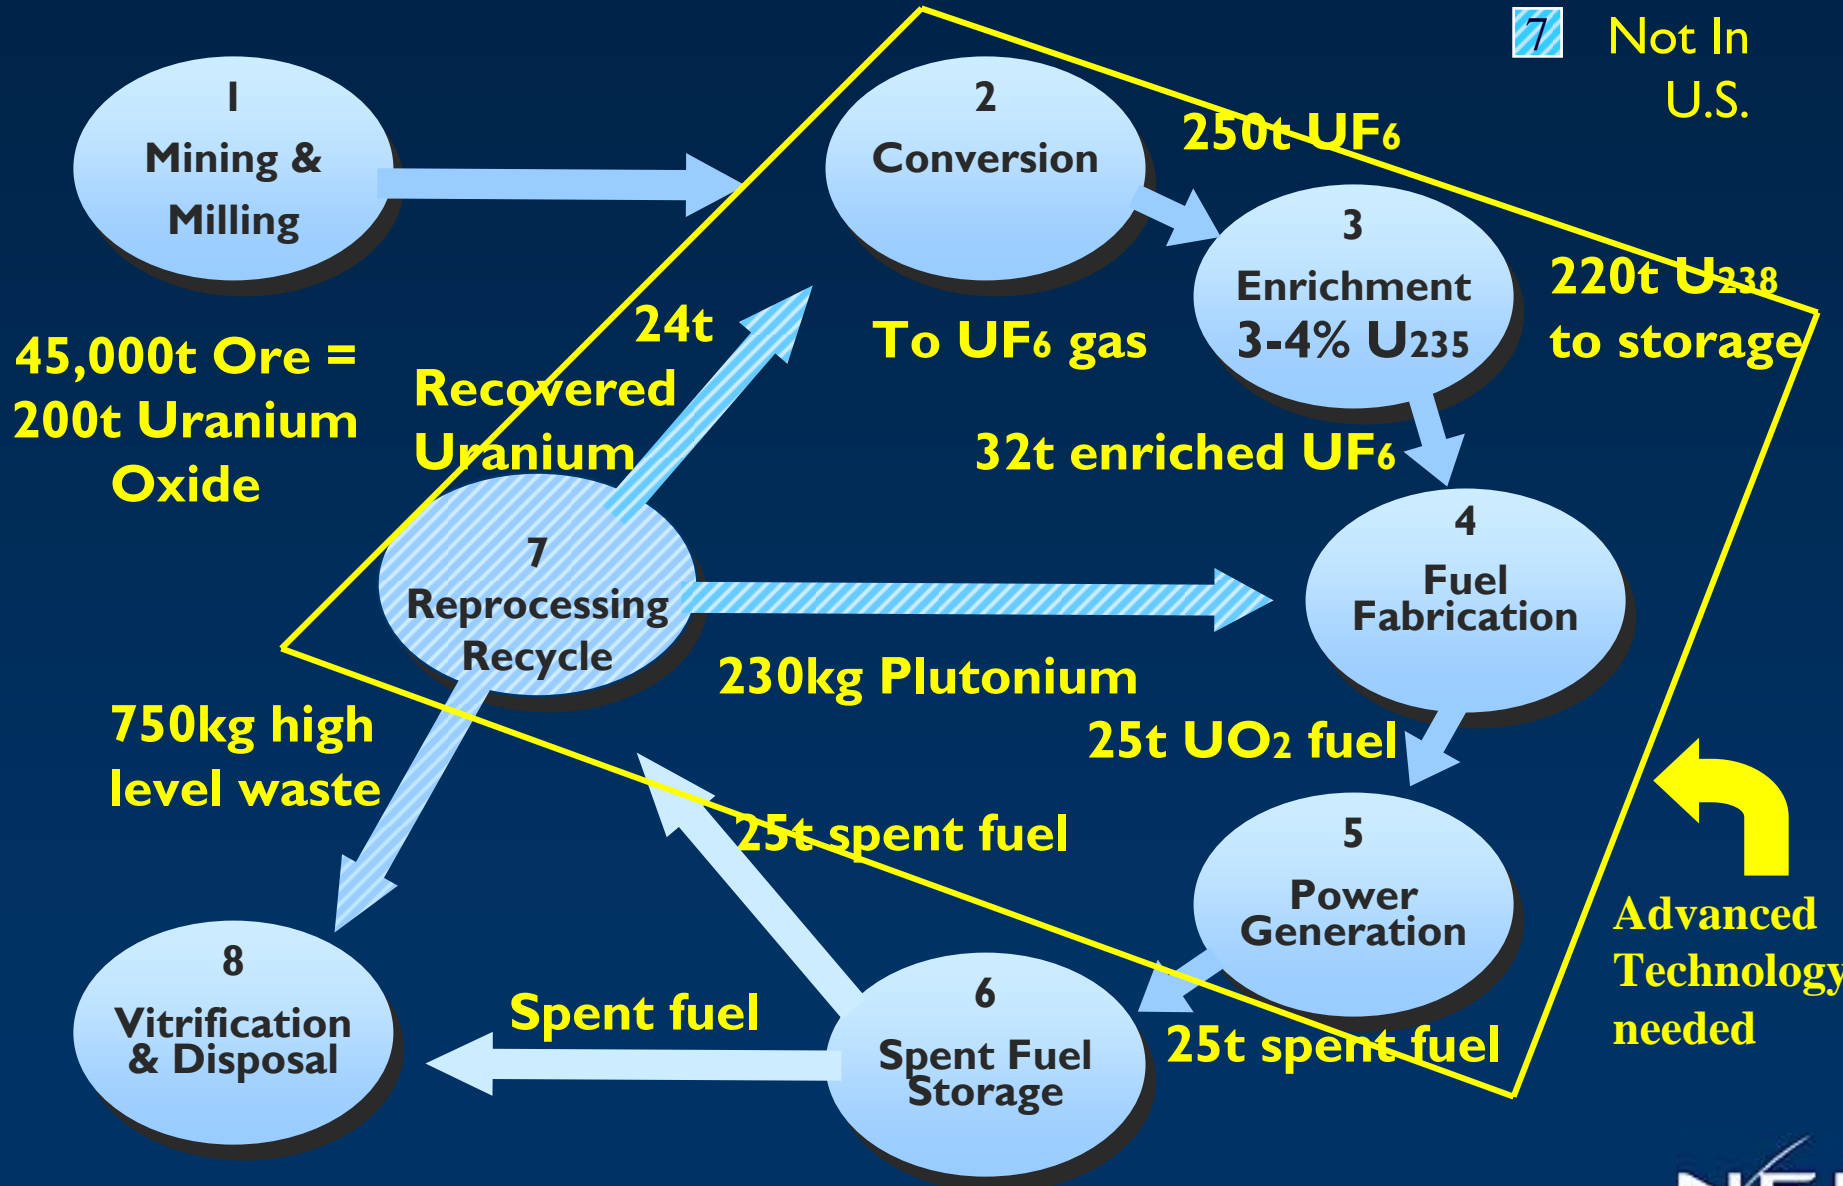 7 Not In
U.S.
1
Mining &
Milling
2
Conversion
250t UF6
3
Enrichment
3-4% U235
220t U238
to storage
24t
To UF6 gas
45,000t Ore =
200t Uranium
Oxide
Recovered
Uranium
32t enriched UF6
4
Fuel
Fabrication
7
Reprocessing
Recycle
230kg Plutonium
25t UO2 fuel
750kg high
level waste
25t spent fuel
5
Power
Generation
Advanced
Technology
needed
8
Vitrification
& Disposal
Spent fuel
6
Spent Fuel
Storage
25t spent fuel